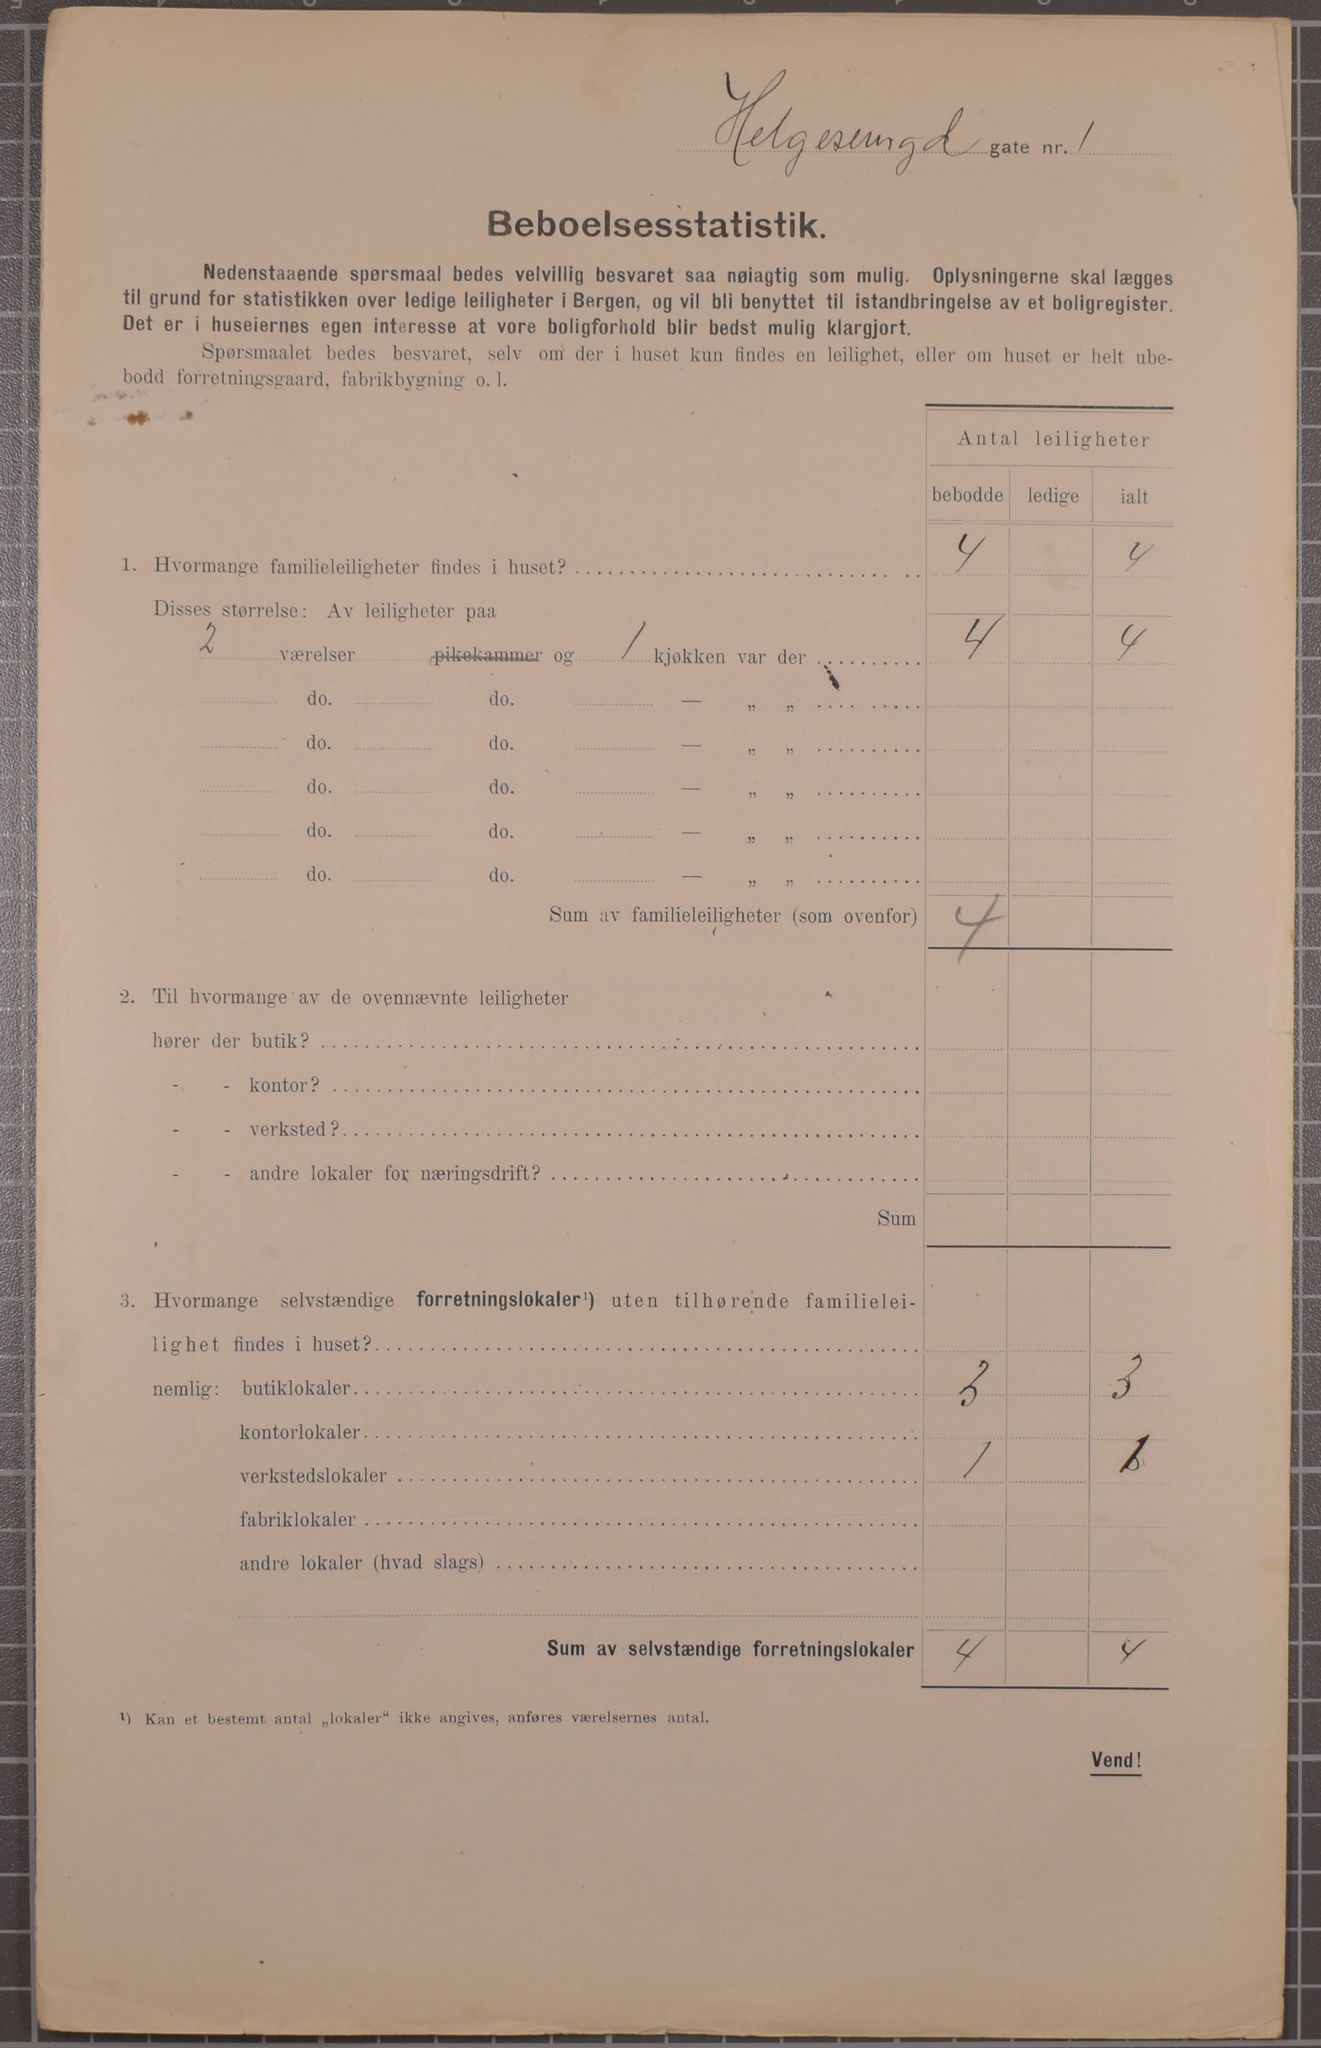 Helgesensgd gate nr. 1
Beboelsesstatistik.
Nedenstaaende spørsmaal bedes velvillig besvaret saa nøiagtig som mulig. Oplysningerne skal lægges
til grund for statistikken over ledige leiligheter i Bergen, og vil bli benyttet til istandbringelse av et boligregister.
Det er i huseiernes egen interesse at vore boligforhold blir bedst mulig klargjort.
Spørsmaalet bedes besvaret, selv om der i huset kun findes en leilighet, eller om huset er helt ube-
bodd forretningsgaard, fabrikbygning o. l.
Antal leiligheter
bebodde ledige ialt
1. Hvormange familieleiligheter findes i huset? 4 4
Disses størrelse: Av leiligheter paa
2 værelser pikekammer og 1 kjøkken var der 4 4
do. do. — „ „
do. do. — „ „
do. do. — „ „
do. do. — „ „
do. do. — „ „
Sum av familieleiligheter (som ovenfor) 4
2. Til hvormange av de ovennævnte leiligheter
hører der butik?
- - kontor?
- - verksted?
- - andre lokaler for næringsdrift?
Sum
3. Hvormange selvstændige forretningslokaler¹) uten tilhørende familielei-
lighet findes i huset?
nemlig: butiklokaler 3 3
kontorlokaler
verkstedslokaler 1 1
fabriklokaler
andre lokaler (hvad slags)
Sum av selvstændige forretningslokaler 4 4
¹) Kan et bestemt antal „lokaler“ ikke angives, anføres værelsernes antal.
Vend!